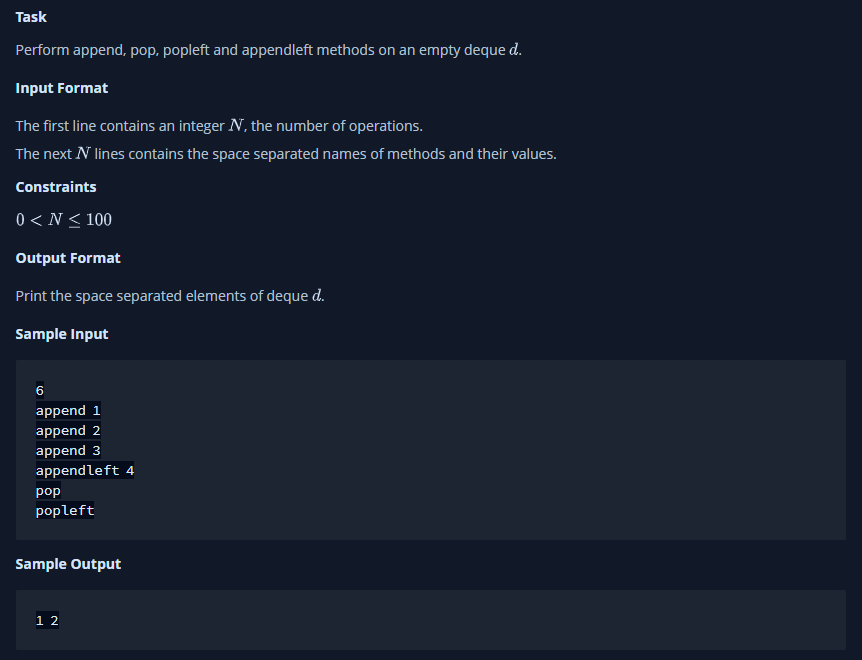 Task
Perform append, pop, popleft and appendleft methods on an empty deque d.
Input Format
The first line contains an integer N, the number of operations.
The next N lines contains the space separated names of methods and their values.
Constraints
0 < N ≤ 100
Output Format
Print the space separated elements of deque d.
Sample Input
6
append 1
append 2
append 3
appendleft 4
pop
popleft
Sample Output
1 2